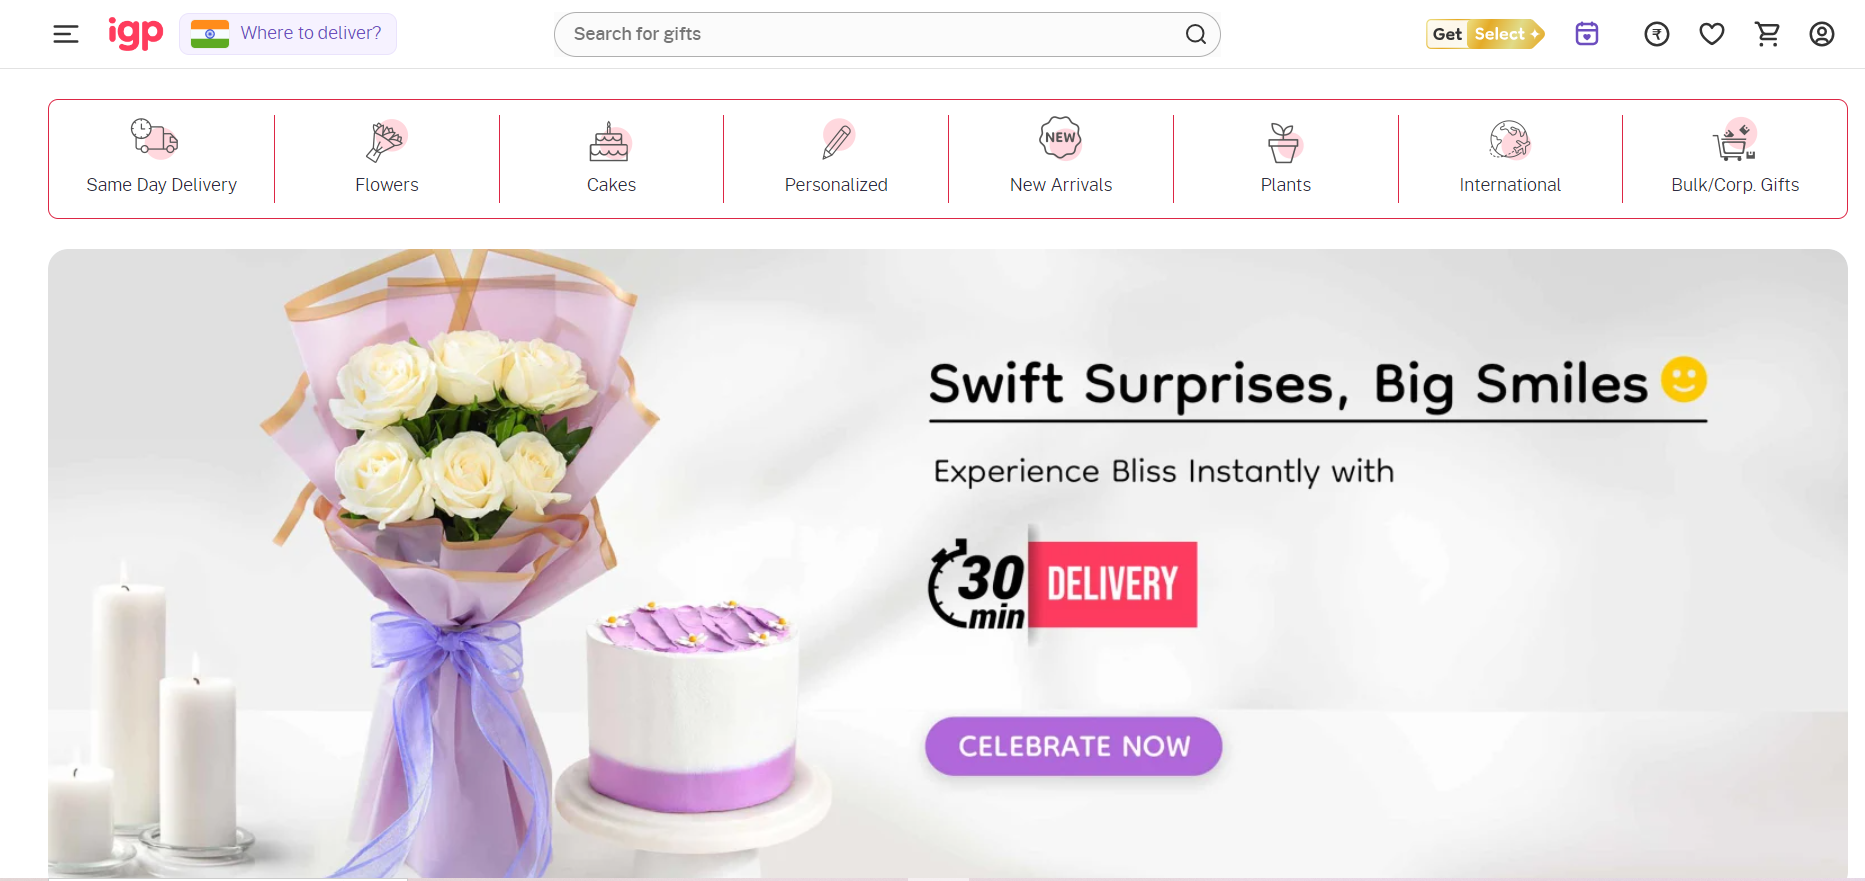 igp
Where to deliver?
Search for gifts
Get Select
₹
Same Day Delivery
Flowers
Cakes
Personalized
NEW
New Arrivals
Plants
International
Bulk/Corp. Gifts
Swift Surprises, Big Smiles
Experience Bliss Instantly with
30 min DELIVERY
CELEBRATE NOW